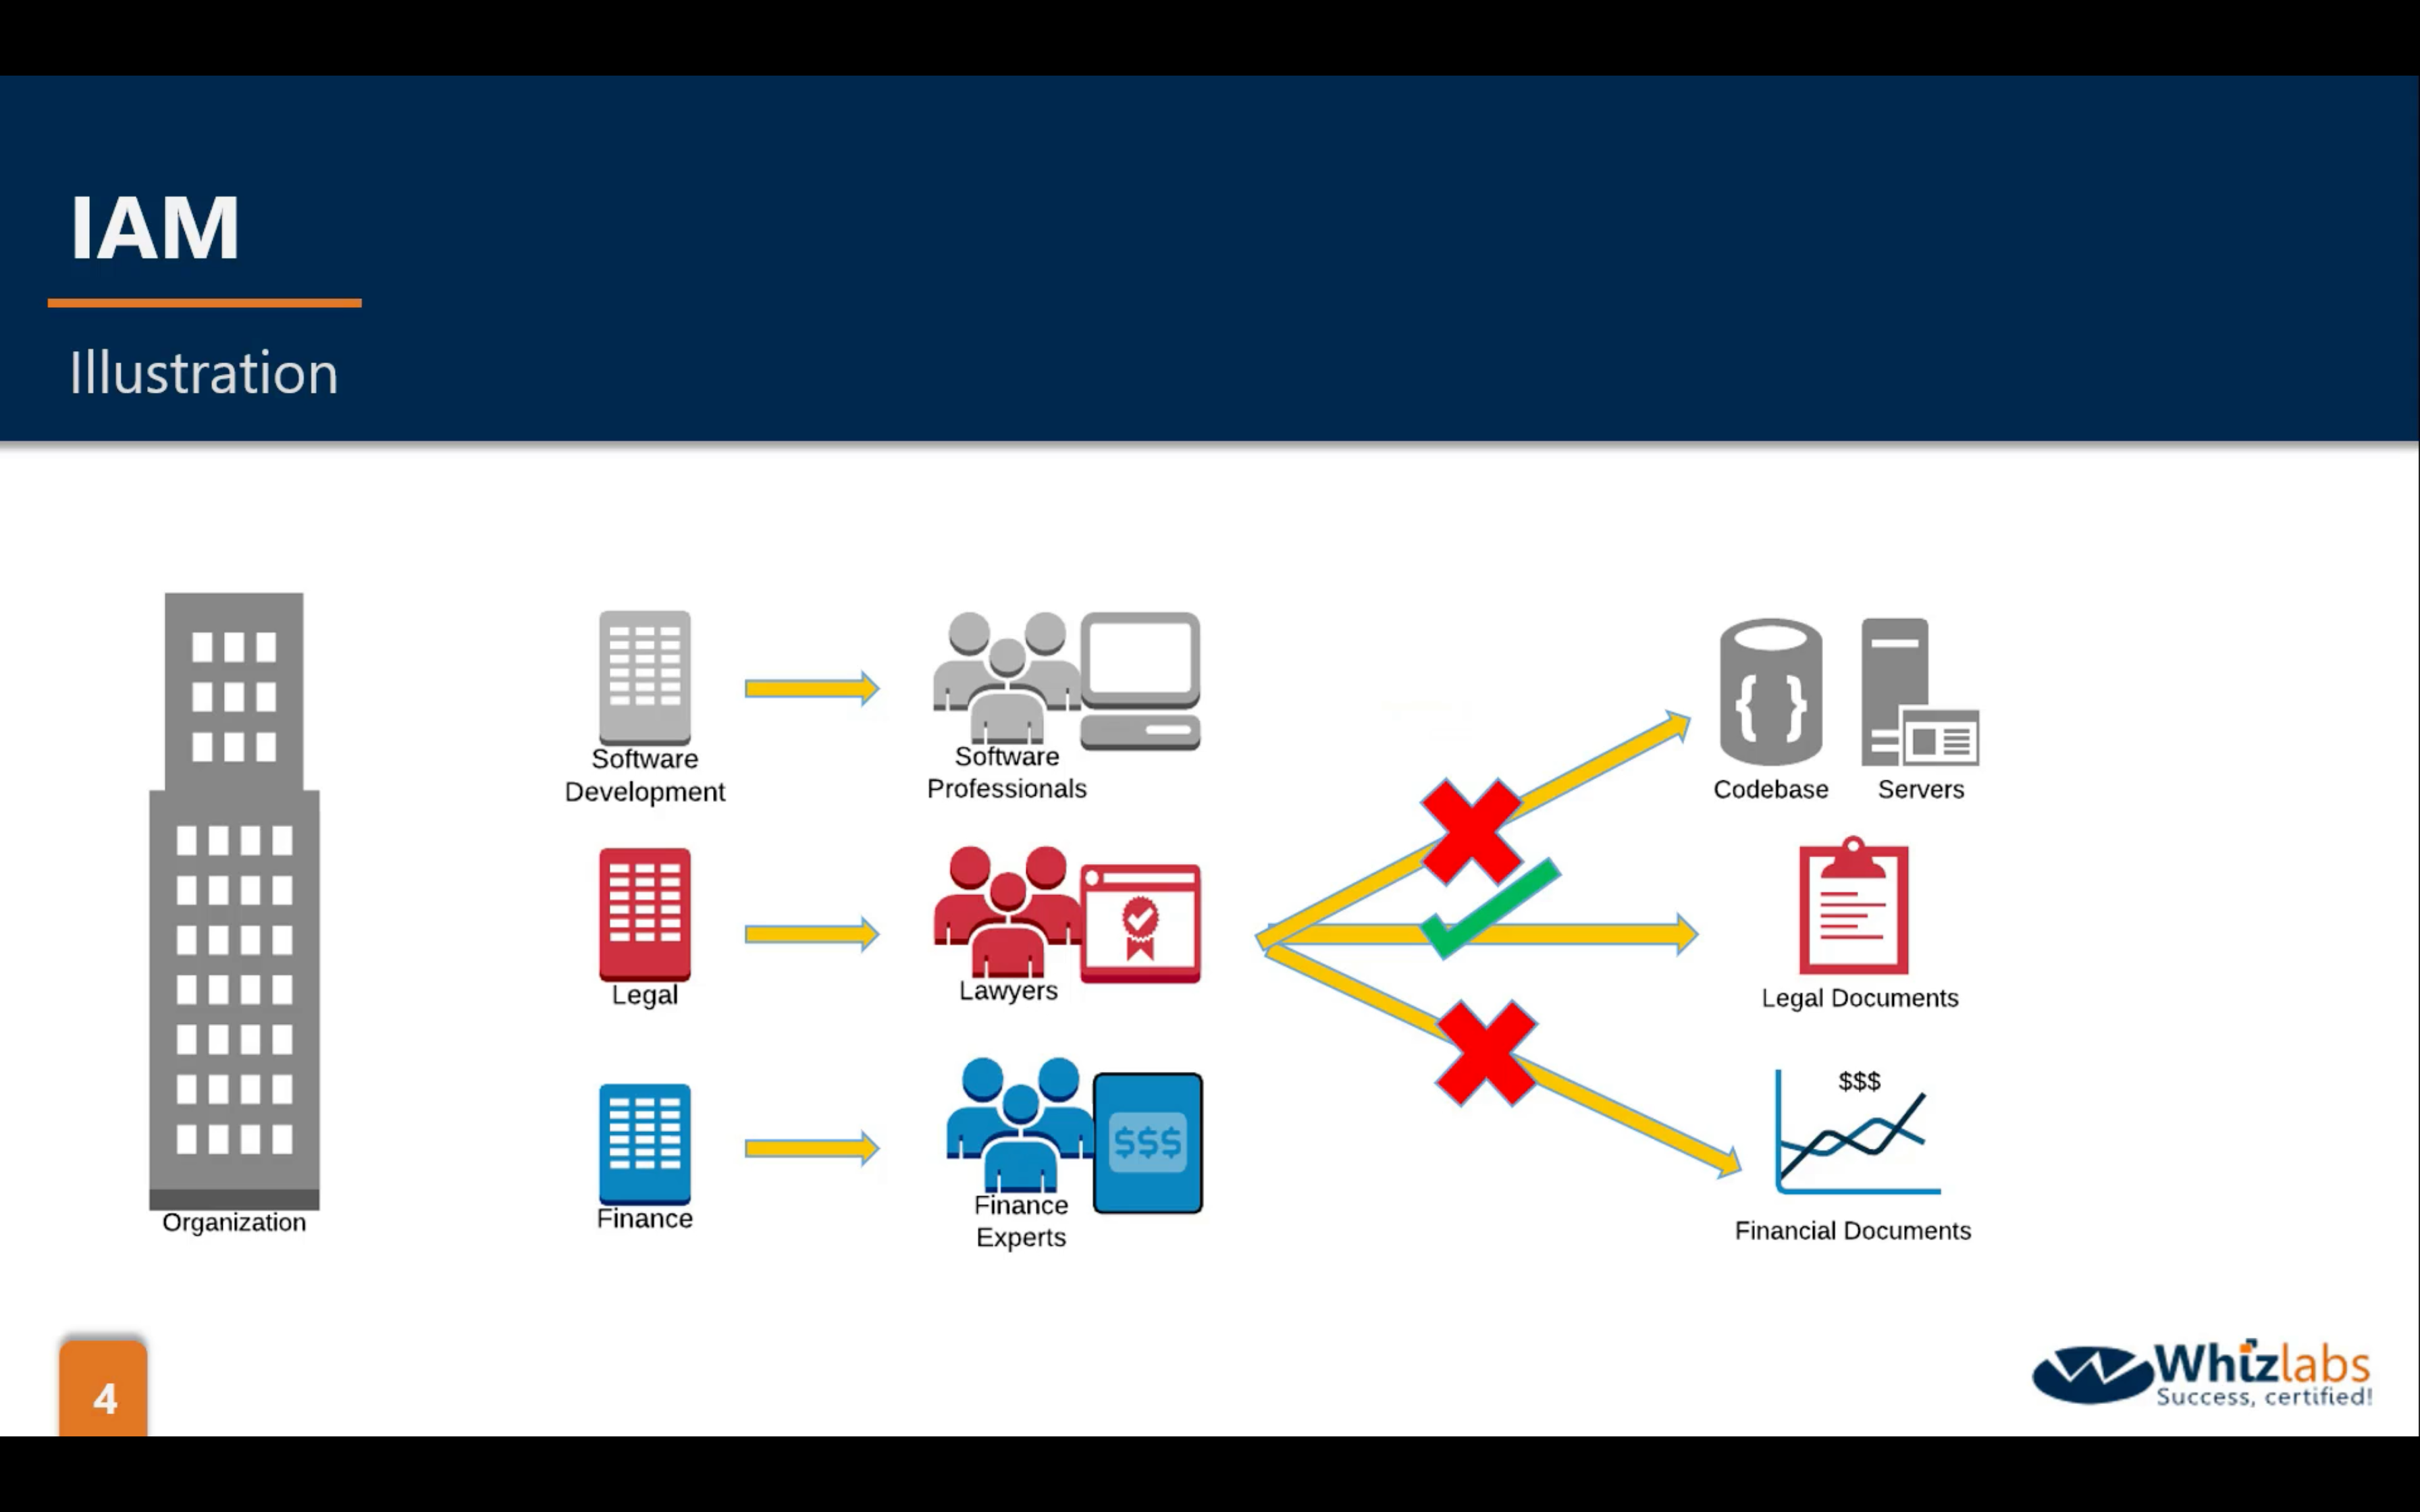 IAM
Illustration
Organization
Software
Development
Software
Professionals
Codebase
Servers
Legal
Lawyers
Legal Documents
Finance
$$$
Finance
Experts
$$$
Financial Documents
4
Whizlabs
Success, certified!